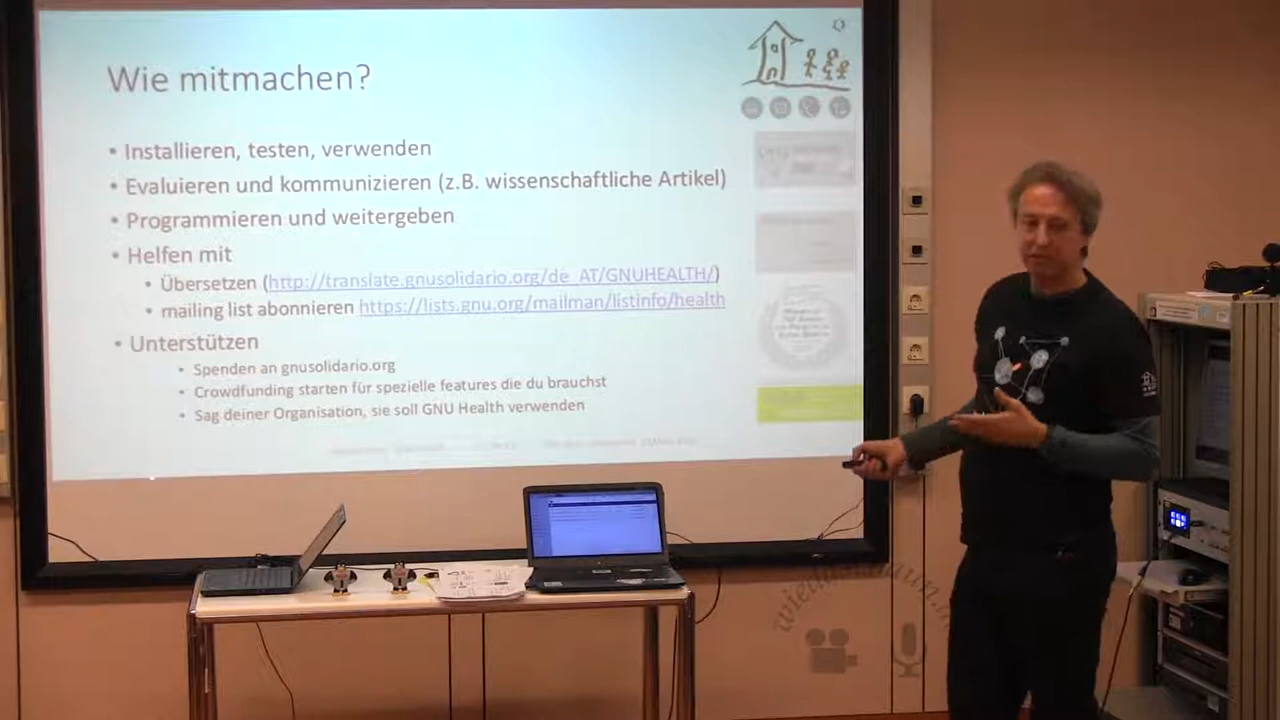 Wie mitmachen?
• Installieren, testen, verwenden
• Evaluieren und kommunizieren (z.B. wissenschaftliche Artikel)
• Programmieren und weitergeben
• Helfen mit
• Übersetzen (http://translate.gnusolidario.org/de_AT/GNUHEALTH/)
• mailing list abonnieren https://lists.gnu.org/mailman/listinfo/health
• Unterstützen
• Spenden an gnusolidario.org
• Crowdfunding starten für spezielle features die du brauchst
• Sag deiner Organisation, sie soll GNU Health verwenden